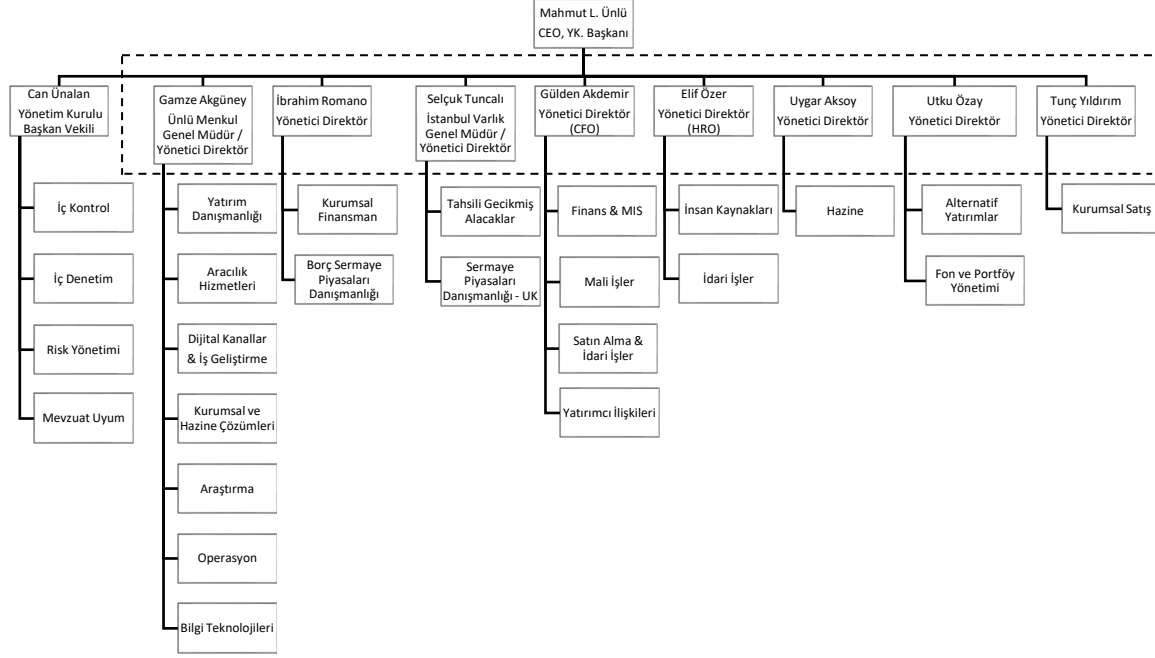 Mahmut L. Ünlü
CEO, YK. Başkanı
Can Ünalan
Yönetim Kurulu
Başkan Vekili
Gamze Akgüney
Ünlü Menkul
Genel Müdür /
Yönetici Direktör
İbrahim Romano
Yönetici Direktör
Selçuk Tuncalı
İstanbul Varlık
Genel Müdür /
Yönetici Direktör
Gülden Akdemir
Yönetici Direktör
(CFO)
Elif Özer
Yönetici Direktör
(HRO)
Uygar Aksoy
Yönetici Direktör
Utku Özay
Yönetici Direktör
Tunç Yıldırım
Yönetici Direktör
İç Kontrol
İç Denetim
Risk Yönetimi
Mevzuat Uyum
Yatırım
Danışmanlığı
Aracılık
Hizmetleri
Dijital Kanallar
& İş Geliştirme
Kurumsal ve
Hazine Çözümleri
Araştırma
Operasyon
Bilgi Teknolojileri
Kurumsal
Finansman
Borç Sermaye
Piyasaları
Danışmanlığı
Tahsili Gecikmiş
Alacaklar
Sermaye
Piyasaları
Danışmanlığı - UK
Finans & MIS
Mali İşler
Satın Alma &
İdari İşler
Yatırımcı İlişkileri
İnsan Kaynakları
İdari İşler
Hazine
Alternatif
Yatırımlar
Fon ve Portföy
Yönetimi
Kurumsal Satış